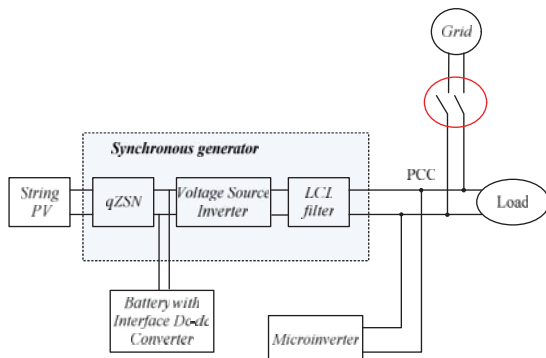 Grid
Synchronous generator
PCC
String
PV
qZSN
Voltage Source
Inverter
LCL
filter
Load
Battery with
Interface Dc-dc
Converter
Microinverter